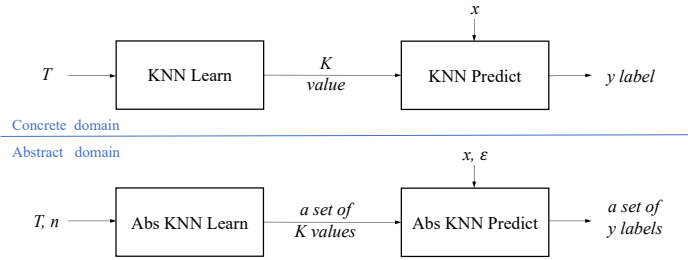 x
T
KNN Learn
K
value
KNN Predict
y label
Concrete domain
Abstract domain
x, ε
T, n
Abs KNN Learn
a set of
K values
Abs KNN Predict
a set of
y labels